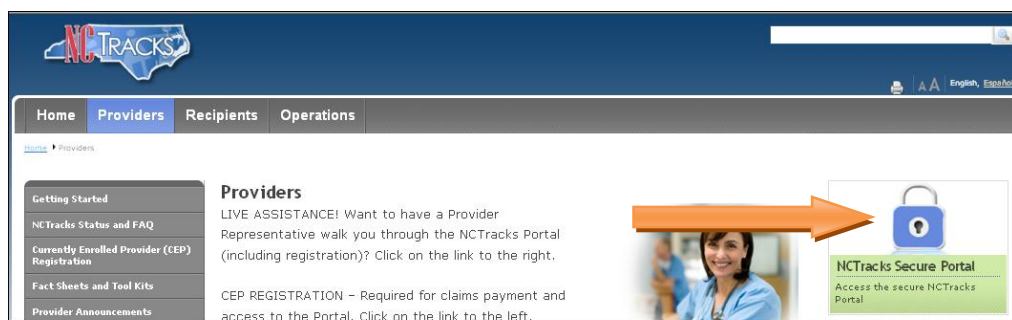 NCTRACKS
A A English, Español
Home Providers Recipients Operations
Home Providers
Getting Started
NCTracks Status and FAQ
Currently Enrolled Provider (CEP)
Registration
Fact Sheets and Tool Kits
Provider Announcements
Providers
LIVE ASSISTANCE! Want to have a Provider
Representative walk you through the NCTracks Portal
(including registration)? Click on the link to the right.
CEP REGISTRATION – Required for claims payment and
access to the Portal. Click on the link to the left.
NCTracks Secure Portal
Access the secure NCTracks
Portal